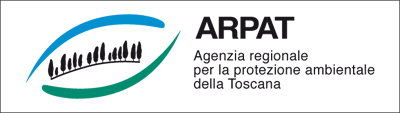 ARPAT
Agenzia regionale
per la protezione ambientale
della Toscana